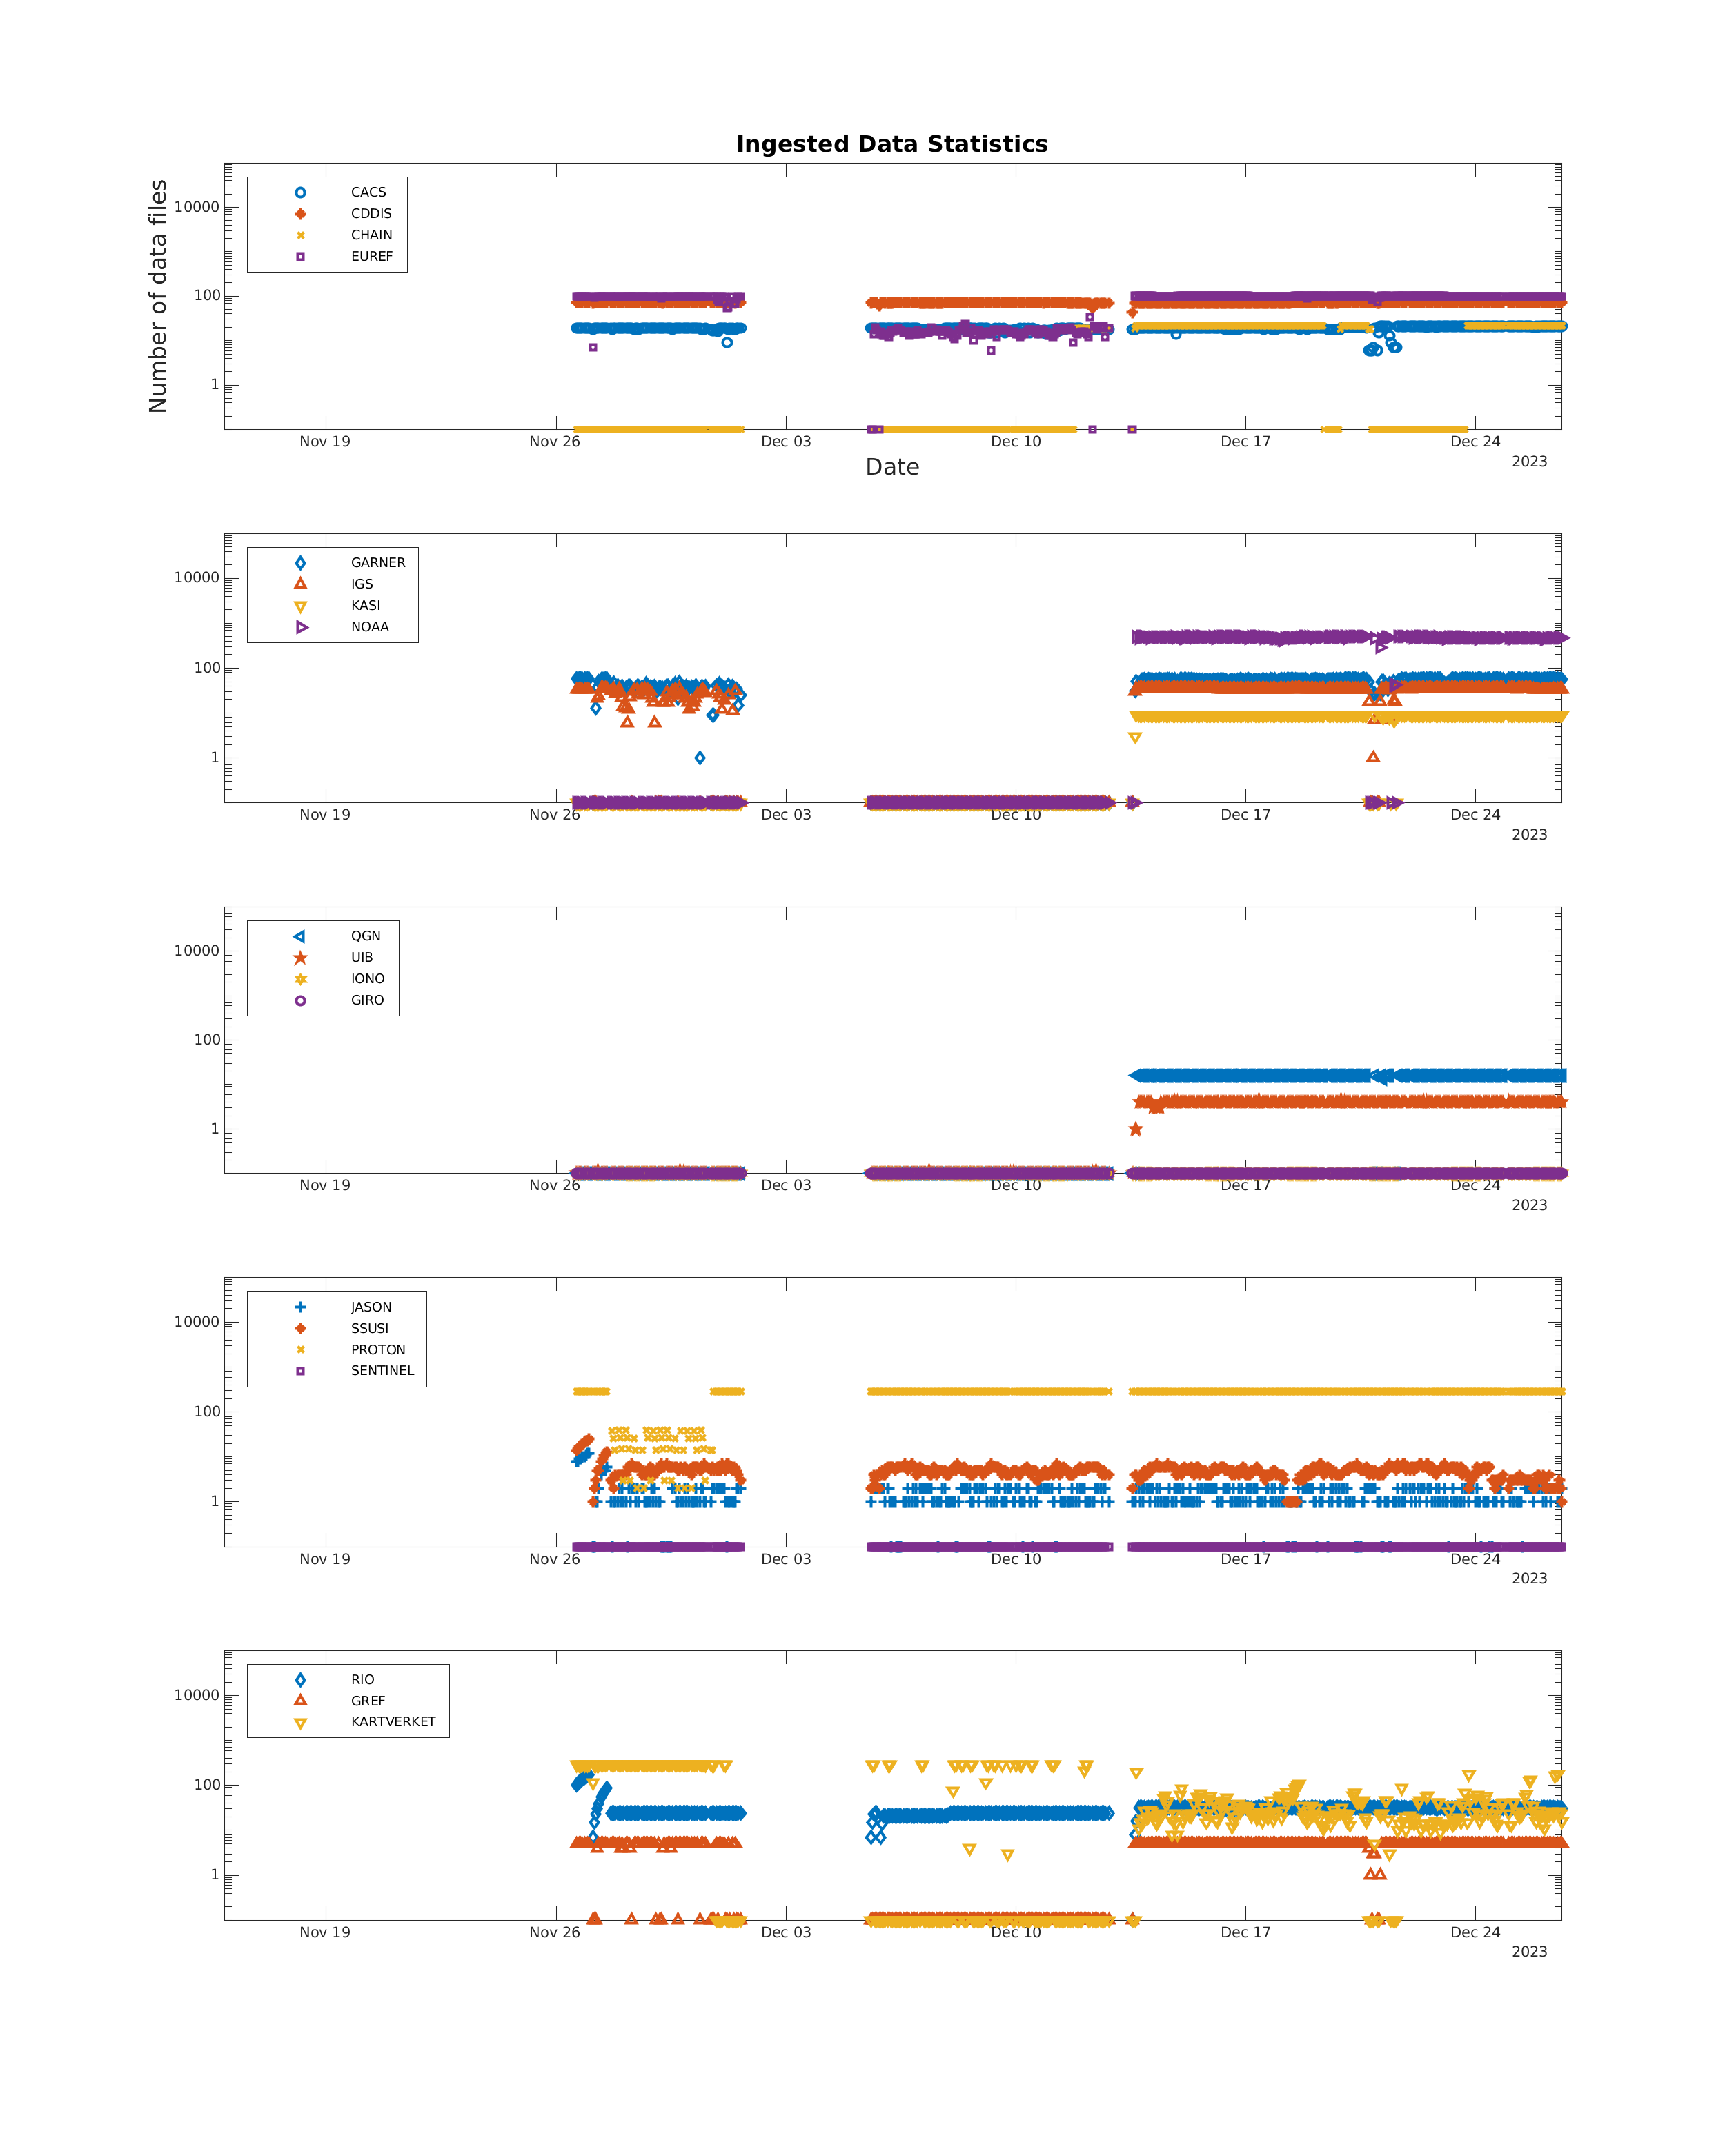 Ingested Data Statistics
Number of data files
10000
100
1
CACS
CDDIS
CHAIN
EUREF
Nov 19
Nov 26
Dec 03
Dec 10
Dec 17
Dec 24
2023
Date
10000
100
1
GARNER
IGS
KASI
NOAA
Nov 19
Nov 26
Dec 03
Dec 10
Dec 17
Dec 24
2023
10000
100
1
QGN
UIB
IONO
GIRO
Nov 19
Nov 26
Dec 03
Dec 10
Dec 17
Dec 24
2023
10000
100
1
JASON
SSUSI
PROTON
SENTINEL
Nov 19
Nov 26
Dec 03
Dec 10
Dec 17
Dec 24
2023
10000
100
1
RIO
GREF
KARTVERKET
Nov 19
Nov 26
Dec 03
Dec 10
Dec 17
Dec 24
2023